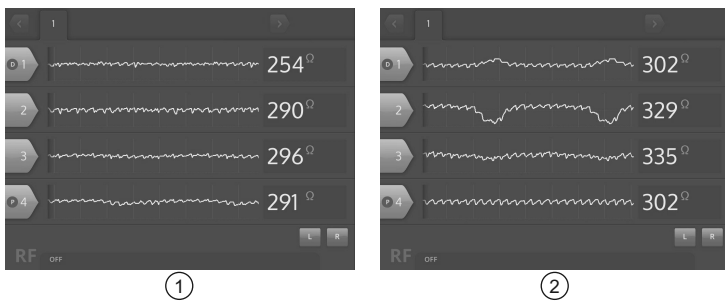 1
D 1 254 Ω
2 290 Ω
3 296 Ω
P 4 291 Ω
L R
RF OFF
1
1
D 1 302 Ω
2 329 Ω
3 335 Ω
P 4 302 Ω
L R
RF OFF
2